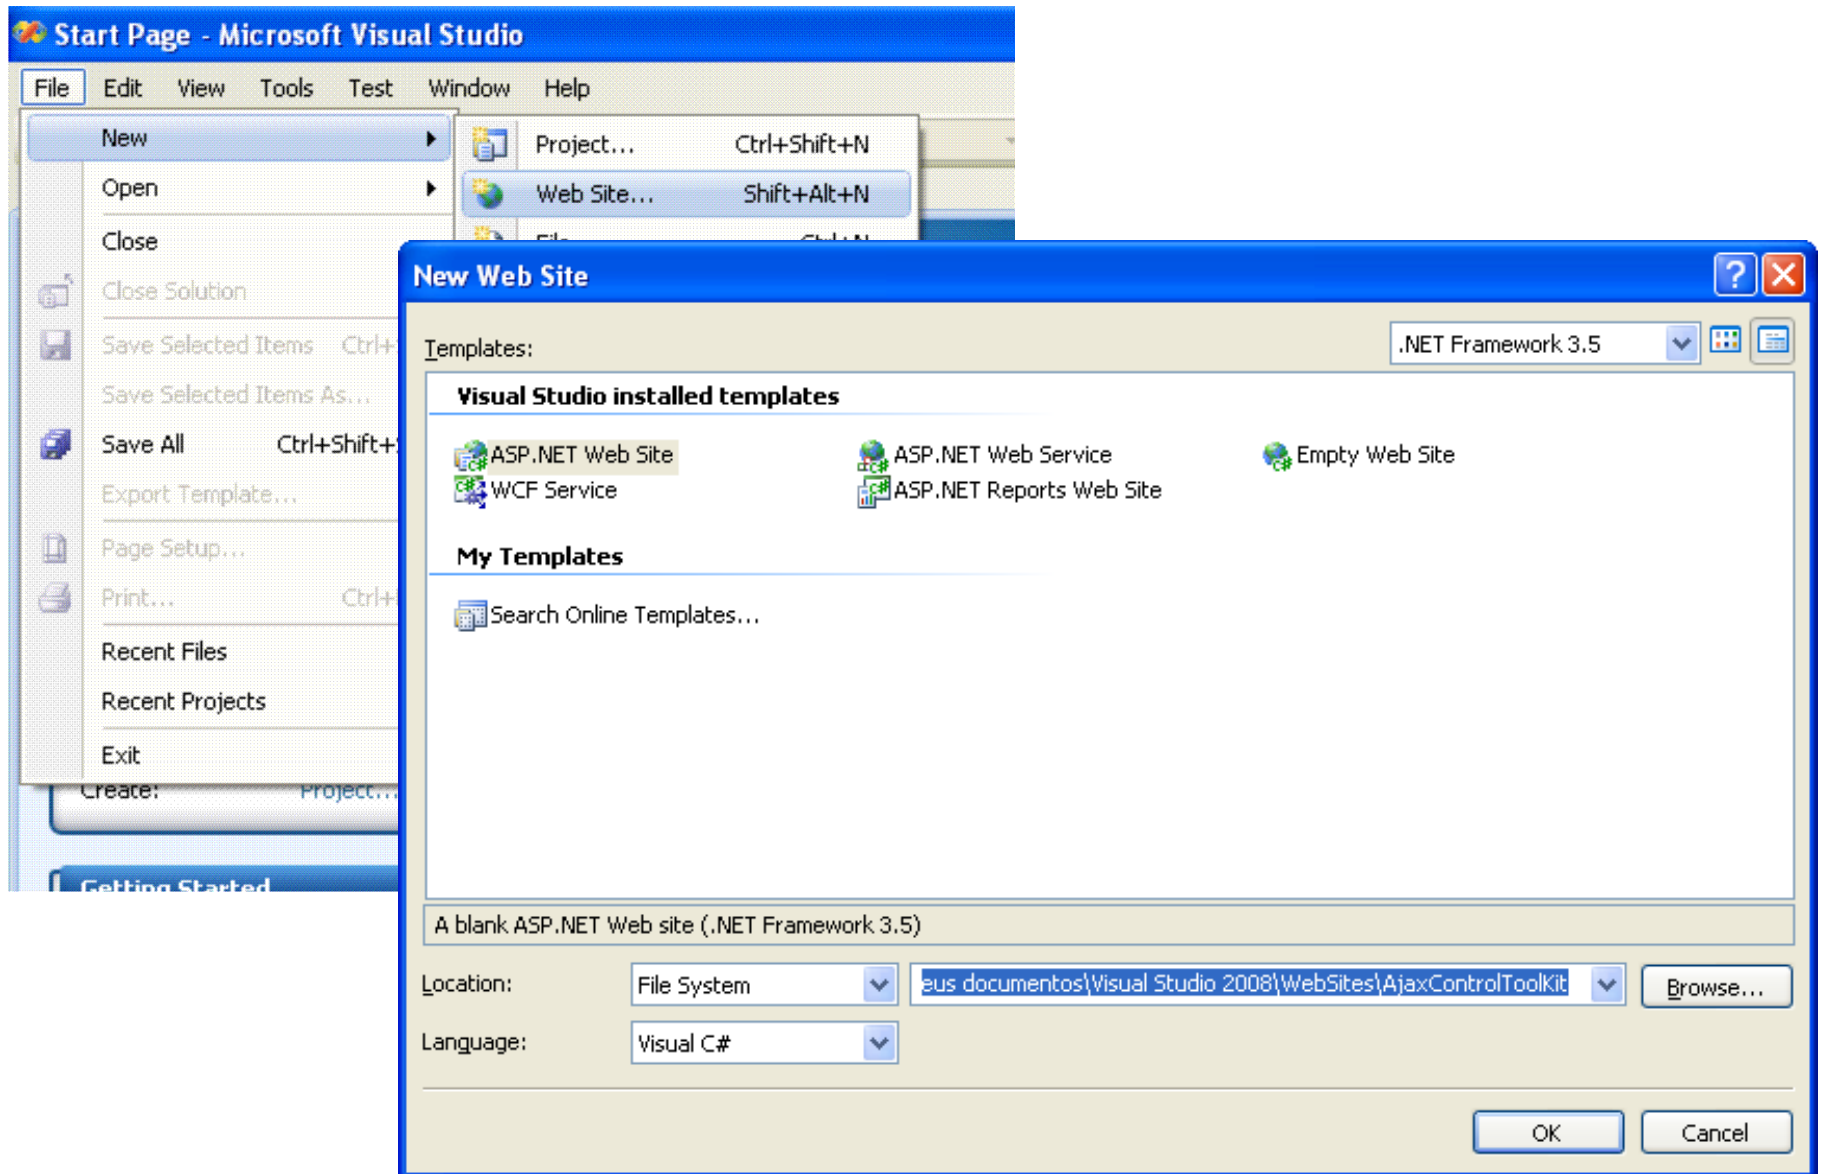 Start Page - Microsoft Visual Studio
File Edit View Tools Test Window Help
New
Project... Ctrl+Shift+N
Open
Web Site... Shift+Alt+N
Close
Close Solution
Save Selected Items Ctrl+
Save Selected Items As...
Save All Ctrl+Shift+
Export Template...
Page Setup...
Print... Ctrl+
Recent Files
Recent Projects
Exit
Create: Project...
Getting Started
New Web Site
Templates: .NET Framework 3.5
Visual Studio installed templates
ASP.NET Web Site ASP.NET Web Service Empty Web Site
WCF Service ASP.NET Reports Web Site
My Templates
Search Online Templates...
A blank ASP.NET Web site (.NET Framework 3.5)
Location: File System eus documentos\Visual Studio 2008\WebSites\AjaxControlToolKit Browse...
Language: Visual C#
OK Cancel